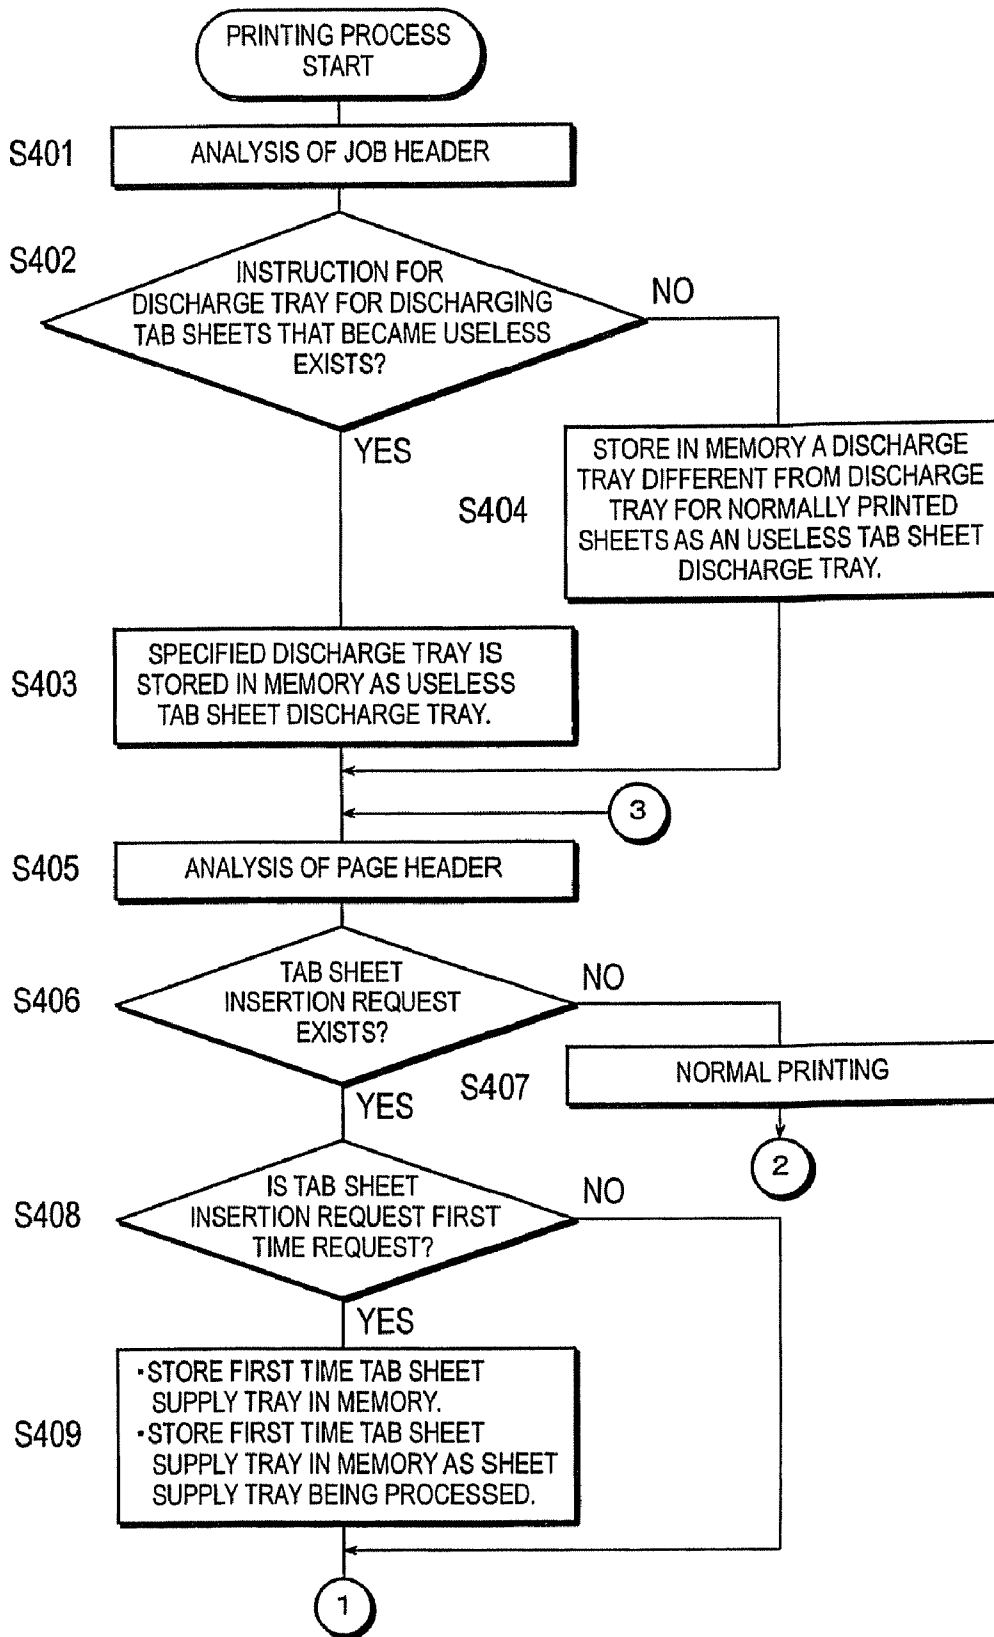 PRINTING PROCESS
START
S401
ANALYSIS OF JOB HEADER
S402
INSTRUCTION FOR
DISCHARGE TRAY FOR DISCHARGING
TAB SHEETS THAT BECAME USELESS
EXISTS?
NO
YES
S404
STORE IN MEMORY A DISCHARGE
TRAY DIFFERENT FROM DISCHARGE
TRAY FOR NORMALLY PRINTED
SHEETS AS AN USELESS TAB SHEET
DISCHARGE TRAY.
S403
SPECIFIED DISCHARGE TRAY IS
STORED IN MEMORY AS USELESS
TAB SHEET DISCHARGE TRAY.
3
S405
ANALYSIS OF PAGE HEADER
S406
TAB SHEET
INSERTION REQUEST
EXISTS?
NO
YES
S407
NORMAL PRINTING
2
S408
IS TAB SHEET
INSERTION REQUEST FIRST
TIME REQUEST?
NO
YES
S409
・STORE FIRST TIME TAB SHEET
SUPPLY TRAY IN MEMORY.
・STORE FIRST TIME TAB SHEET
SUPPLY TRAY IN MEMORY AS SHEET
SUPPLY TRAY BEING PROCESSED.
1